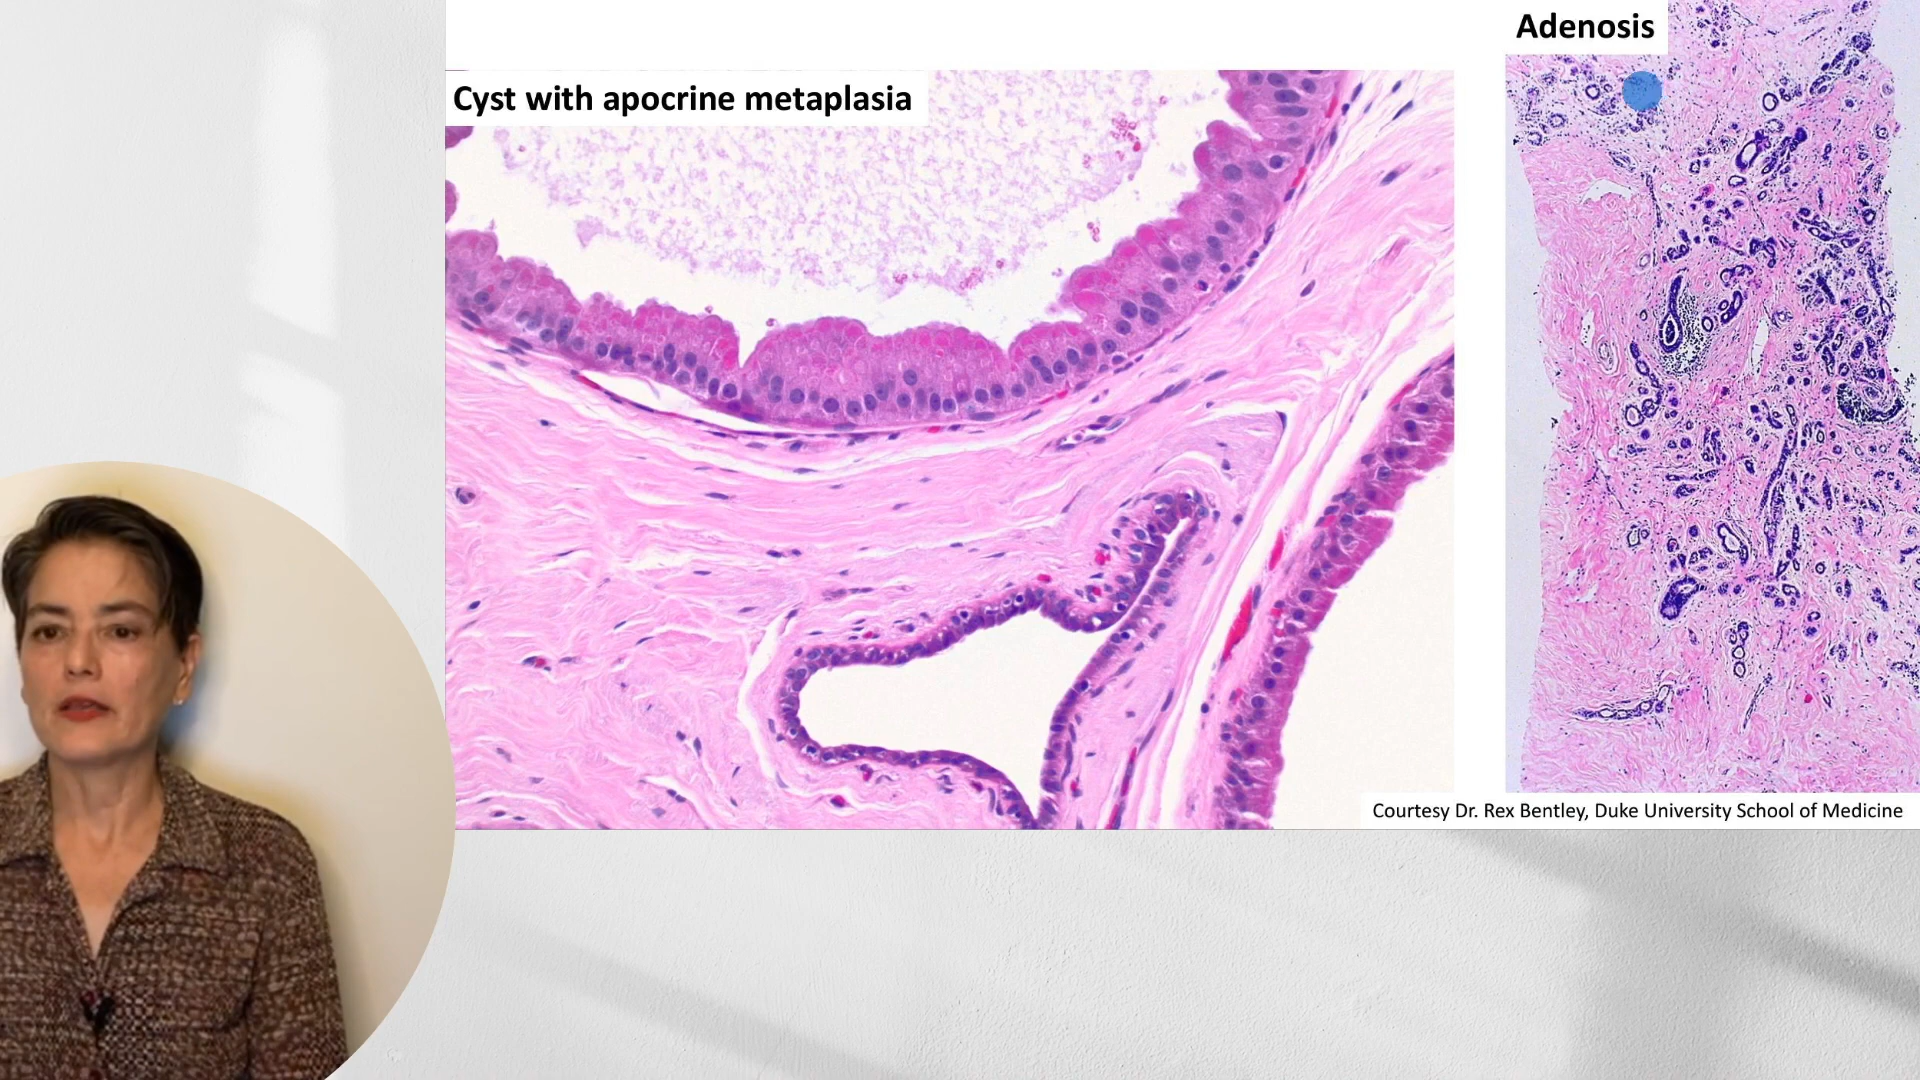 Cyst with apocrine metaplasia
Adenosis
Courtesy Dr. Rex Bentley, Duke University School of Medicine